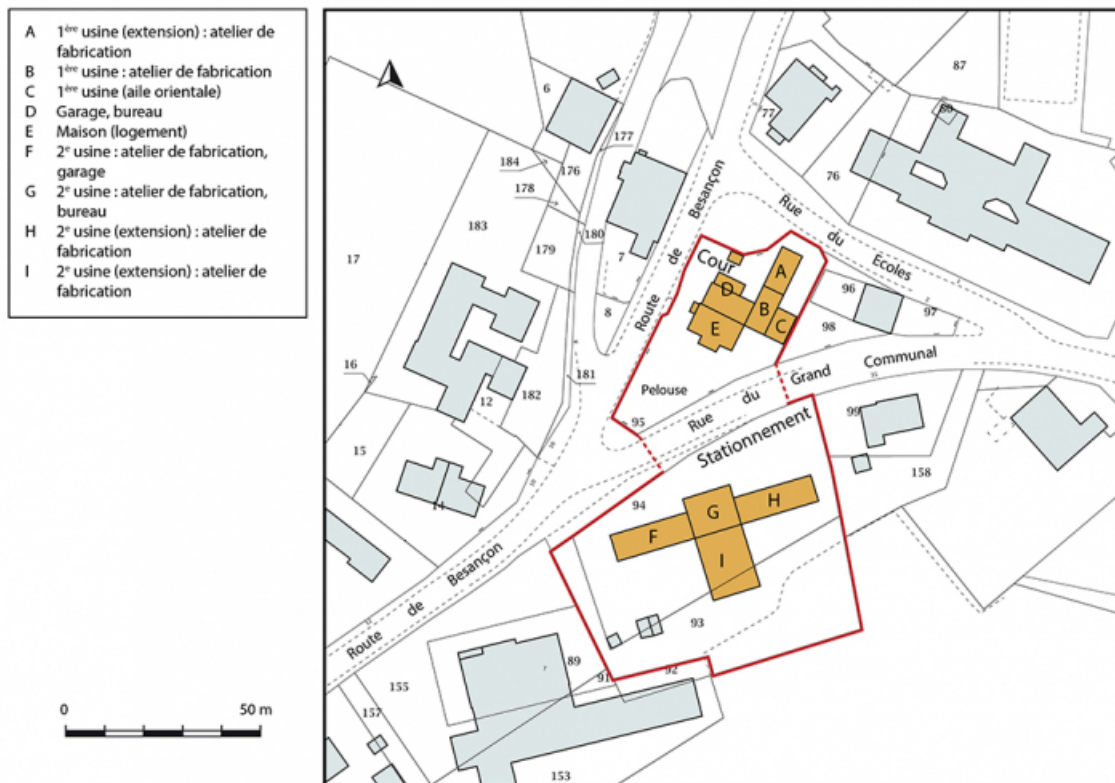 A 1ère usine (extension) : atelier de
fabrication
B 1ère usine : atelier de fabrication
C 1ère usine (aile orientale)
D Garage, bureau
E Maison (logement)
F 2e usine : atelier de fabrication,
garage
G 2e usine : atelier de fabrication,
bureau
H 2e usine (extension) : atelier de
fabrication
I 2e usine (extension) : atelier de
fabrication
0 50 m
87
6
77
80
177
184
176
76
178
183
180
179
17
7
8
Route de Besançon
Rue du Ecoles
Cour
A
D
B
E
C
96
97
98
16
181
182
12
Pelouse
95
Rue du Grand Communal
Stationnement
99
15
14
158
94
G
H
F
I
Route de Besançon
93
89
91
92
155
157
153